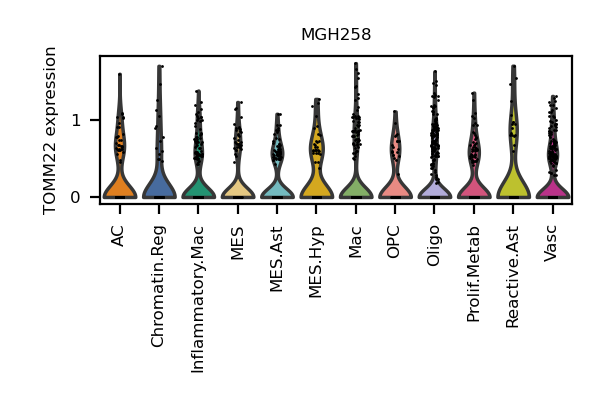 MGH258
TOMM22 expression
1
0
AC
Chromatin.Reg
Inflammatory.Mac
MES
MES.Ast
MES.Hyp
Mac
OPC
Oligo
Prolif.Metab
Reactive.Ast
Vasc